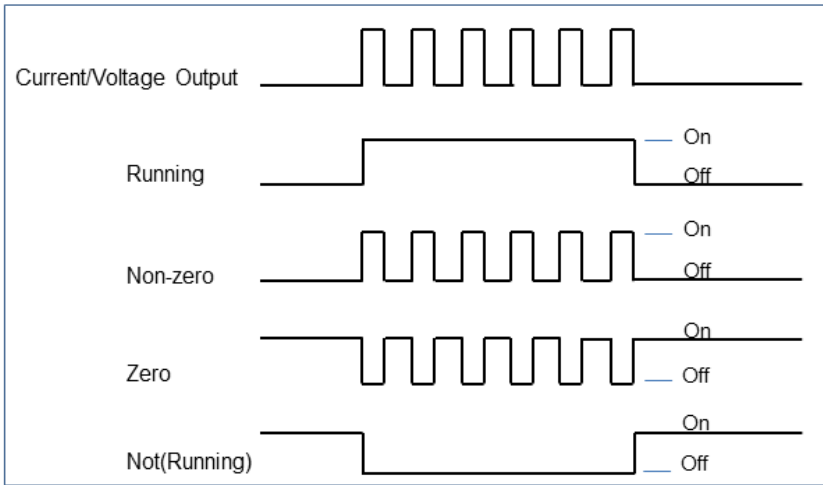 Current/Voltage Output
On
Running
Off
On
Non-zero
Off
On
Zero
Off
On
Not(Running)
Off